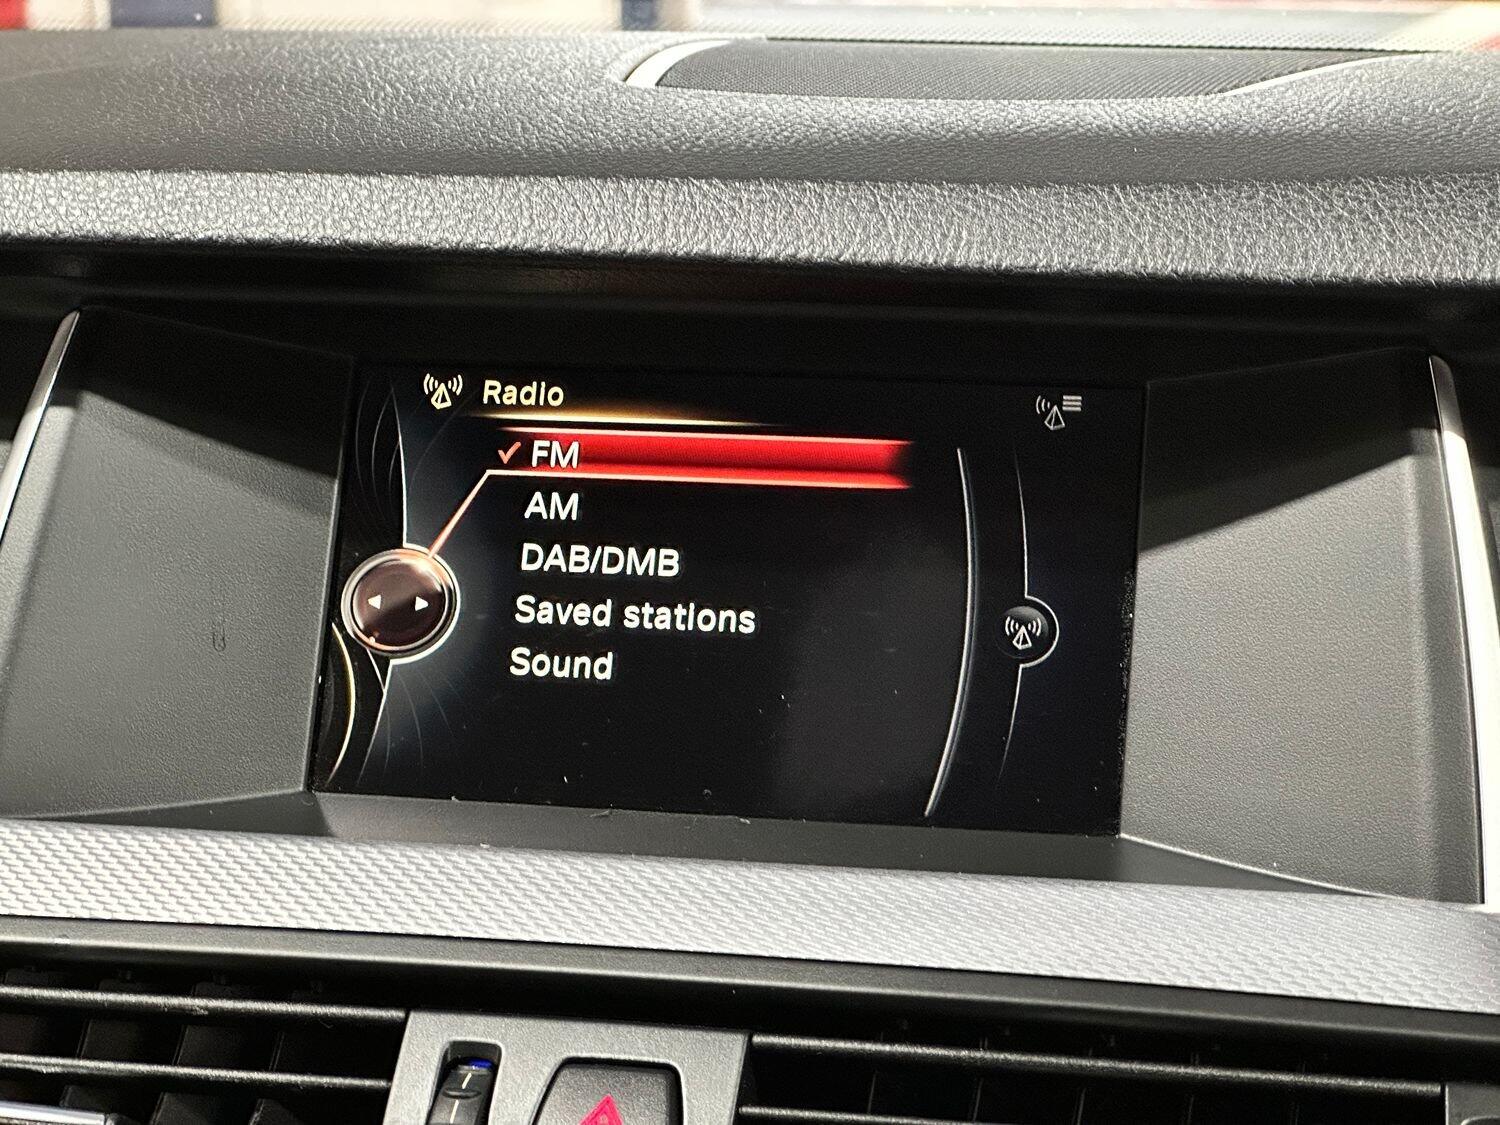 Radio
FM
AM
DAB/DMB
Saved stations
Sound